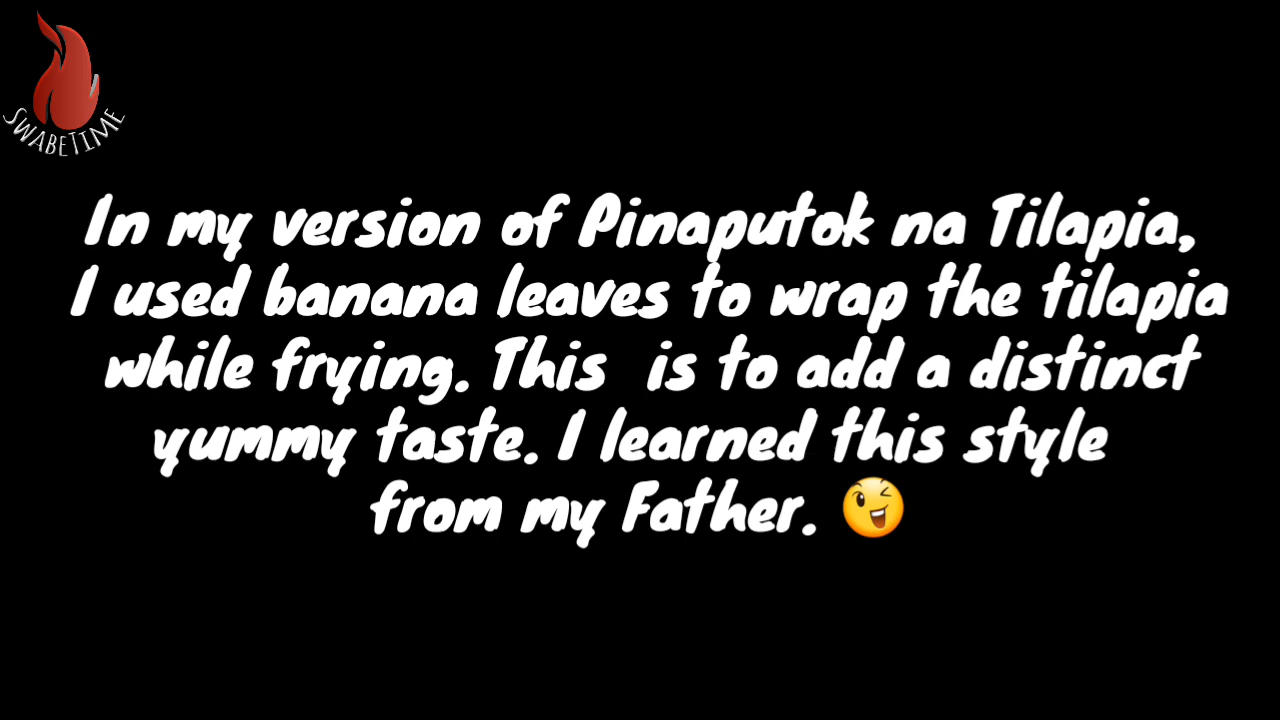 SWABETIME
In my version of Pinaputok na Tilapia,
I used banana leaves to wrap the tilapia
while frying. This is to add a distinct
yummy taste. I learned this style
from my Father. 😉